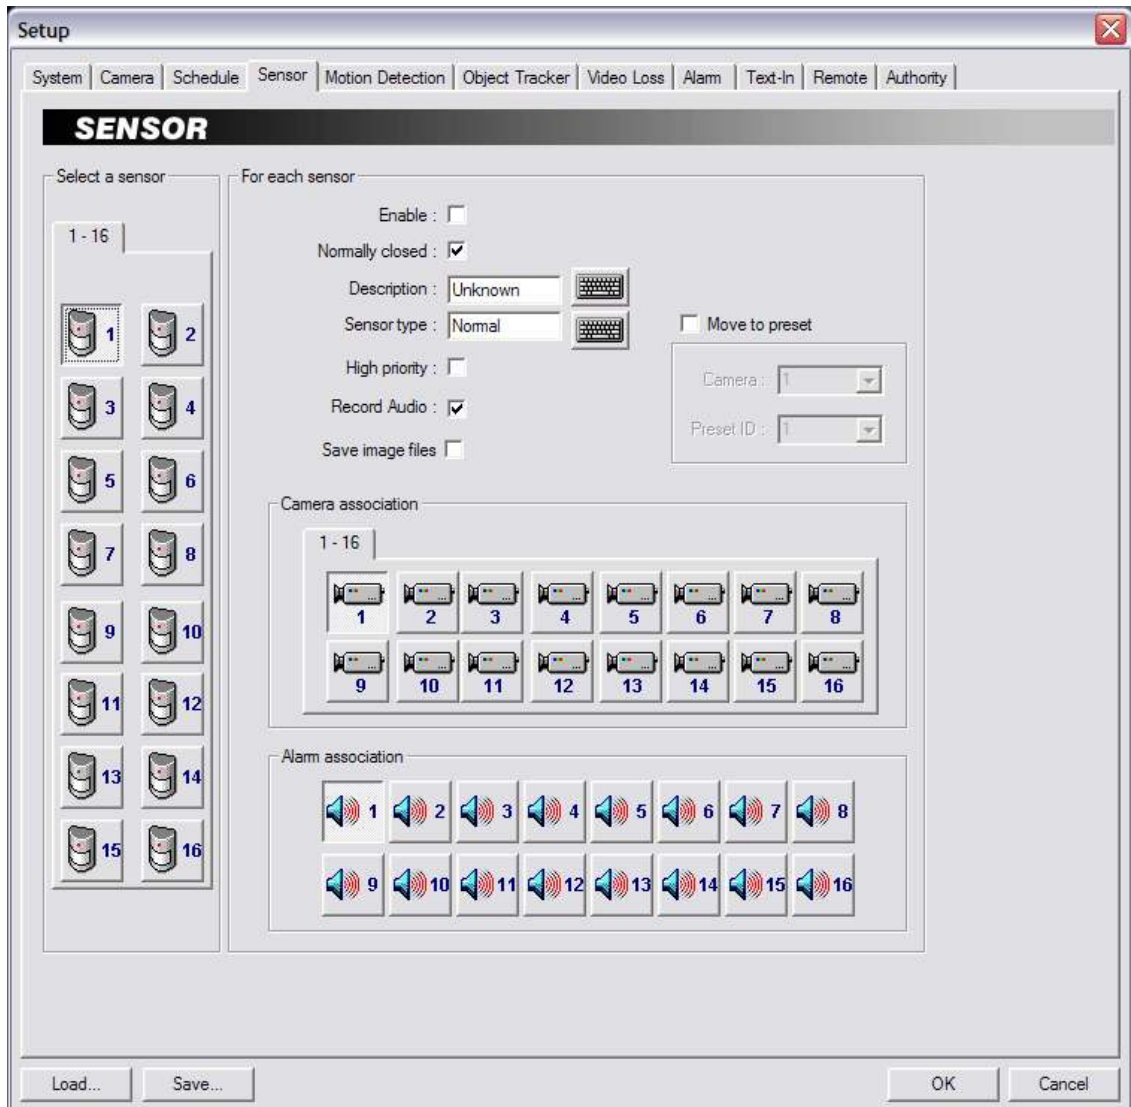 Setup
System Camera Schedule Sensor Motion Detection Object Tracker Video Loss Alarm Text-In Remote Authority
SENSOR
Select a sensor
1 - 16
1 2
3 4
5 6
7 8
9 10
11 12
13 14
15 16
For each sensor
Enable :
Normally closed :
Description : Unknown
Sensor type : Normal
High priority :
Record Audio :
Save image files
Move to preset
Camera : 1
Preset ID : 1
Camera association
1 - 16
1 2 3 4 5 6 7 8
9 10 11 12 13 14 15 16
Alarm association
1 2 3 4 5 6 7 8
9 10 11 12 13 14 15 16
Load... Save... OK Cancel